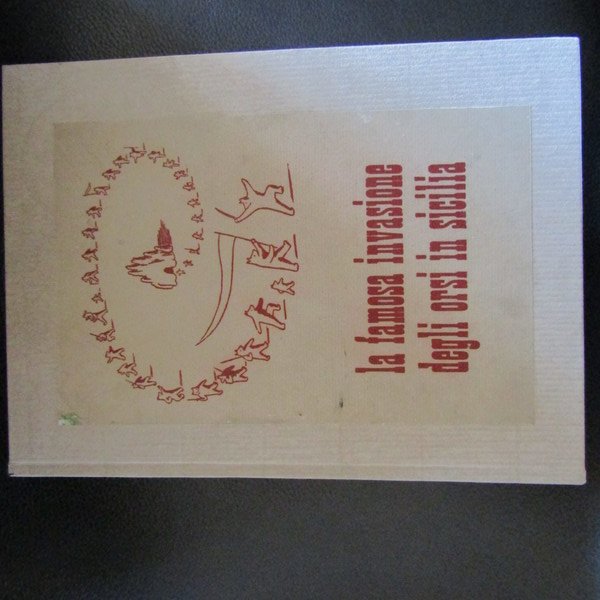 la famosa invasione
degli orsi in sicilia